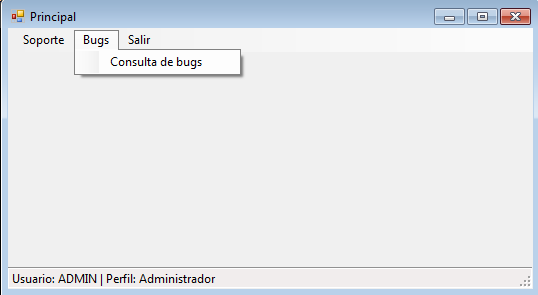 Principal
Soporte Bugs Salir
Consulta de bugs
Usuario: ADMIN | Perfil: Administrador